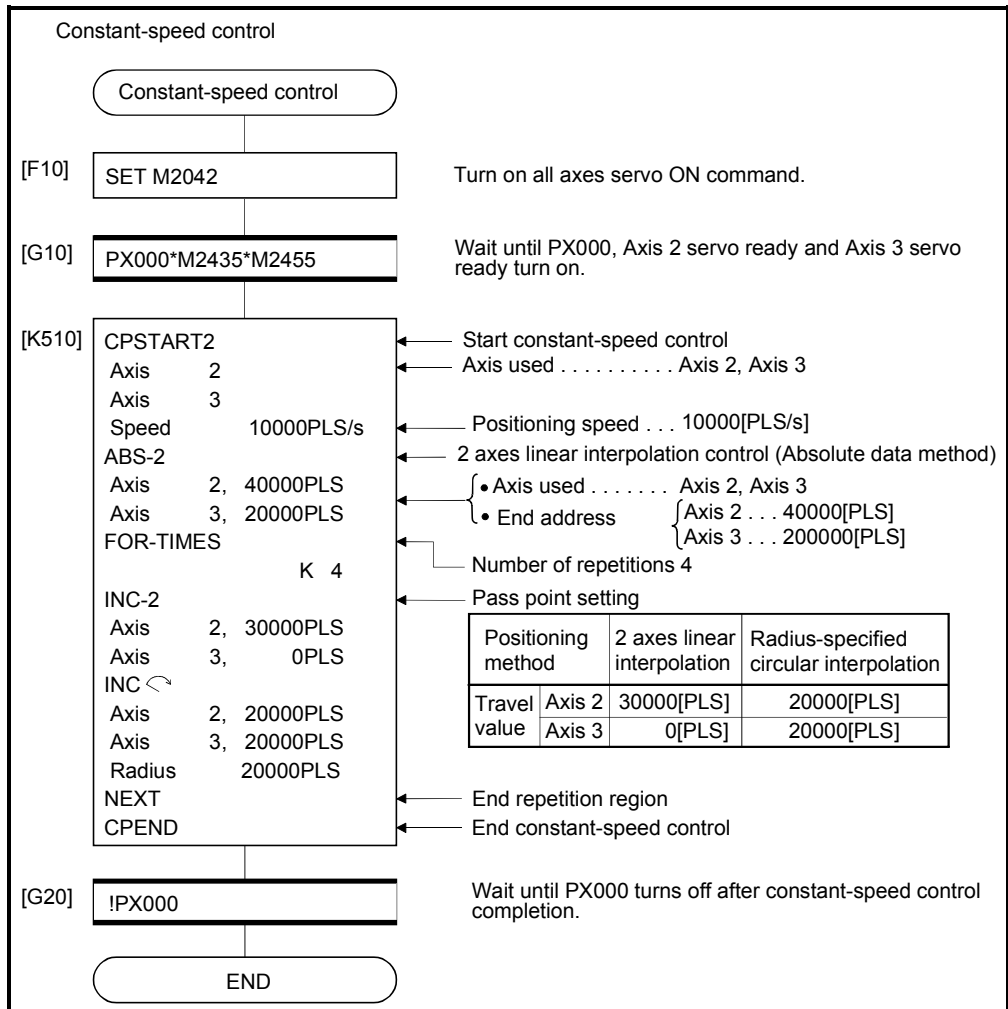 Constant-speed control
Constant-speed control
[F10]
SET M2042
Turn on all axes servo ON command.
[G10]
PX000*M2435*M2455
Wait until PX000, Axis 2 servo ready and Axis 3 servo
ready turn on.
[K510]
CPSTART2
Start constant-speed control
Axis 2
Axis used . . . . . . . . . . Axis 2, Axis 3
Axis 3
Speed 10000PLS/s
Positioning speed . . . 10000[PLS/s]
ABS-2
2 axes linear interpolation control (Absolute data method)
Axis 2, 40000PLS
• Axis used . . . . . . . Axis 2, Axis 3
Axis 3, 20000PLS
• End address
Axis 2 . . . 40000[PLS]
Axis 3 . . . 200000[PLS]
FOR-TIMES
K 4
Number of repetitions 4
INC-2
Pass point setting
Axis 2, 30000PLS
Axis 3, 0PLS
INC
Axis 2, 20000PLS
Axis 3, 20000PLS
Radius 20000PLS
Positioning method
2 axes linear interpolation
Radius-specified circular interpolation
Travel value
Axis 2 30000[PLS] 20000[PLS]
Axis 3 0[PLS] 20000[PLS]
NEXT
End repetition region
CPEND
End constant-speed control
[G20]
!PX000
Wait until PX000 turns off after constant-speed control
completion.
END